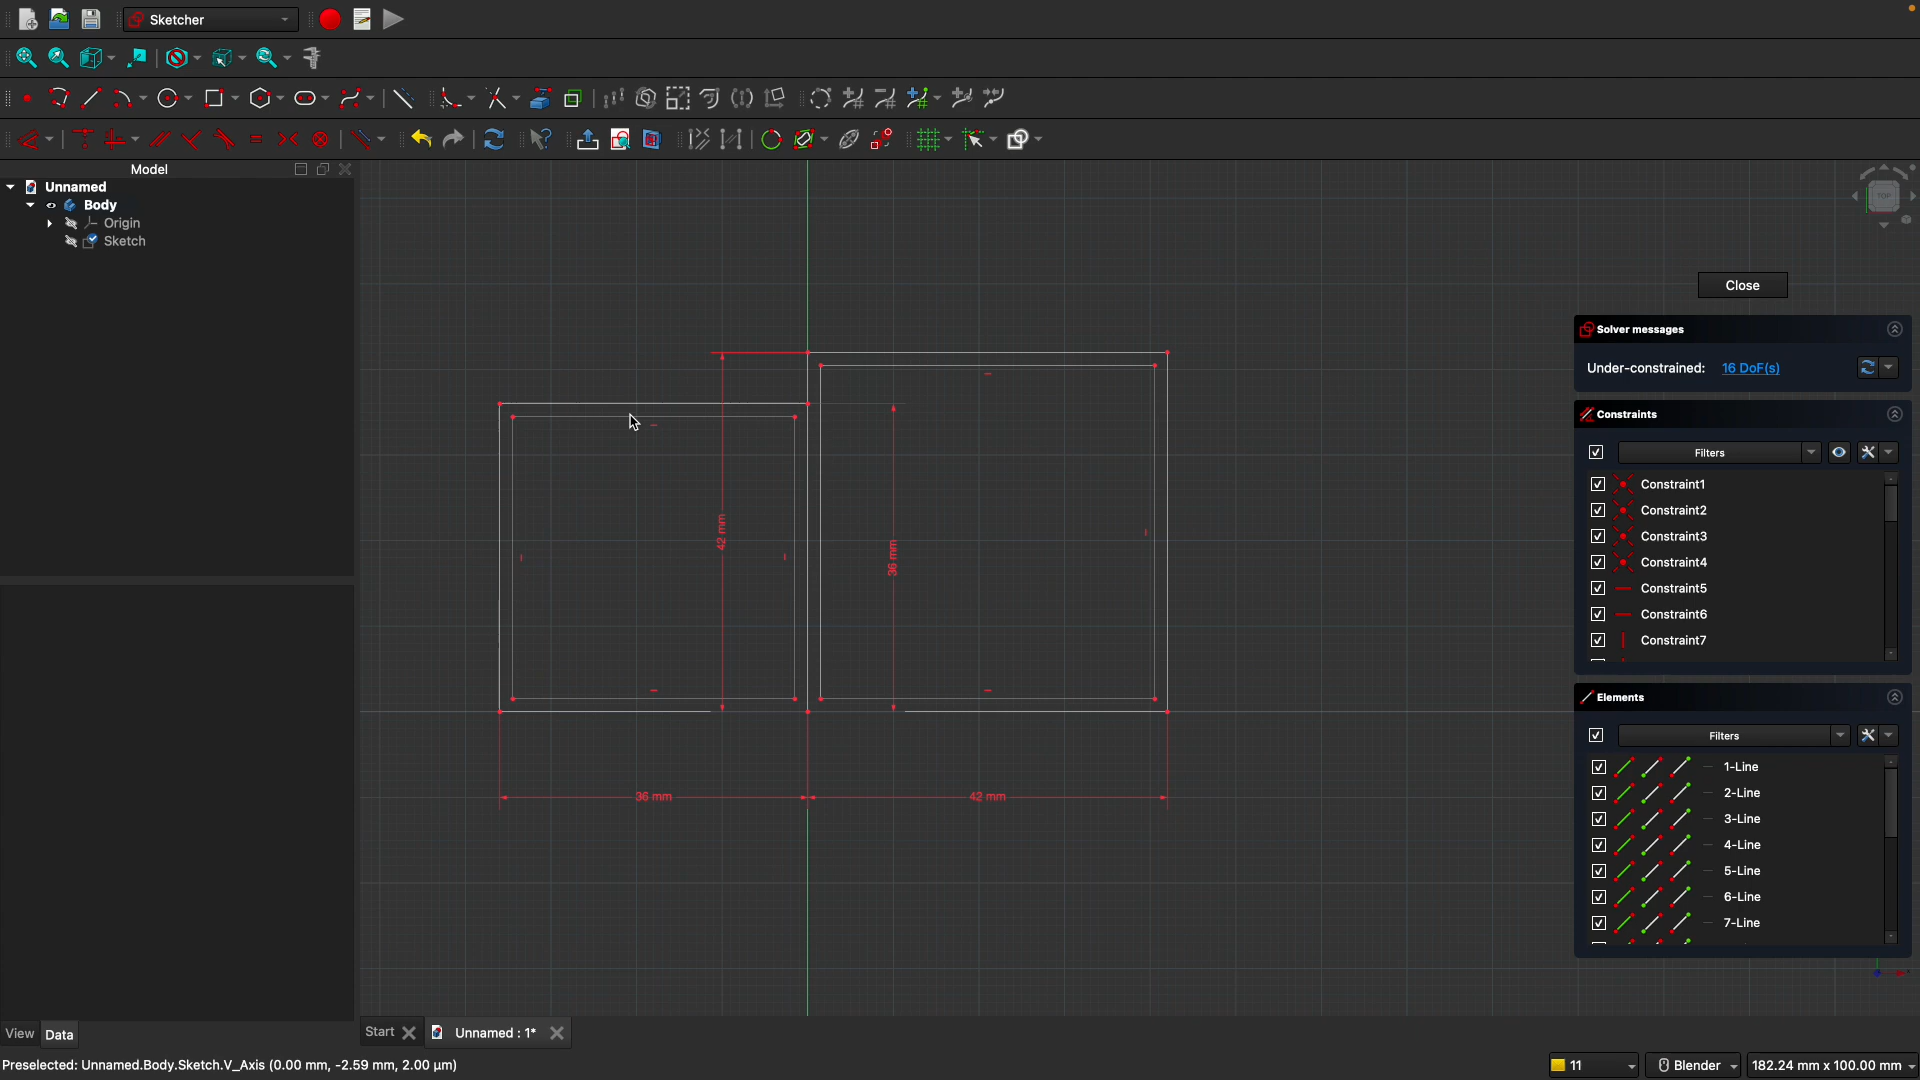 Sketcher
Model
Unnamed
Body
Origin
Sketch
TOP
Close
Solver messages
Under-constrained: 16 DoF(s)
Constraints
Filters
Constraint1
Constraint2
Constraint3
Constraint4
Constraint5
Constraint6
Constraint7
Elements
Filters
1-Line
2-Line
3-Line
4-Line
5-Line
6-Line
7-Line
42 mm
36 mm
36 mm
42 mm
View Data
Start
Unnamed : 1*
Preselected: Unnamed.Body.Sketch.V_Axis (0.00 mm, -2.59 mm, 2.00 µm)
11
Blender
182.24 mm x 100.00 mm